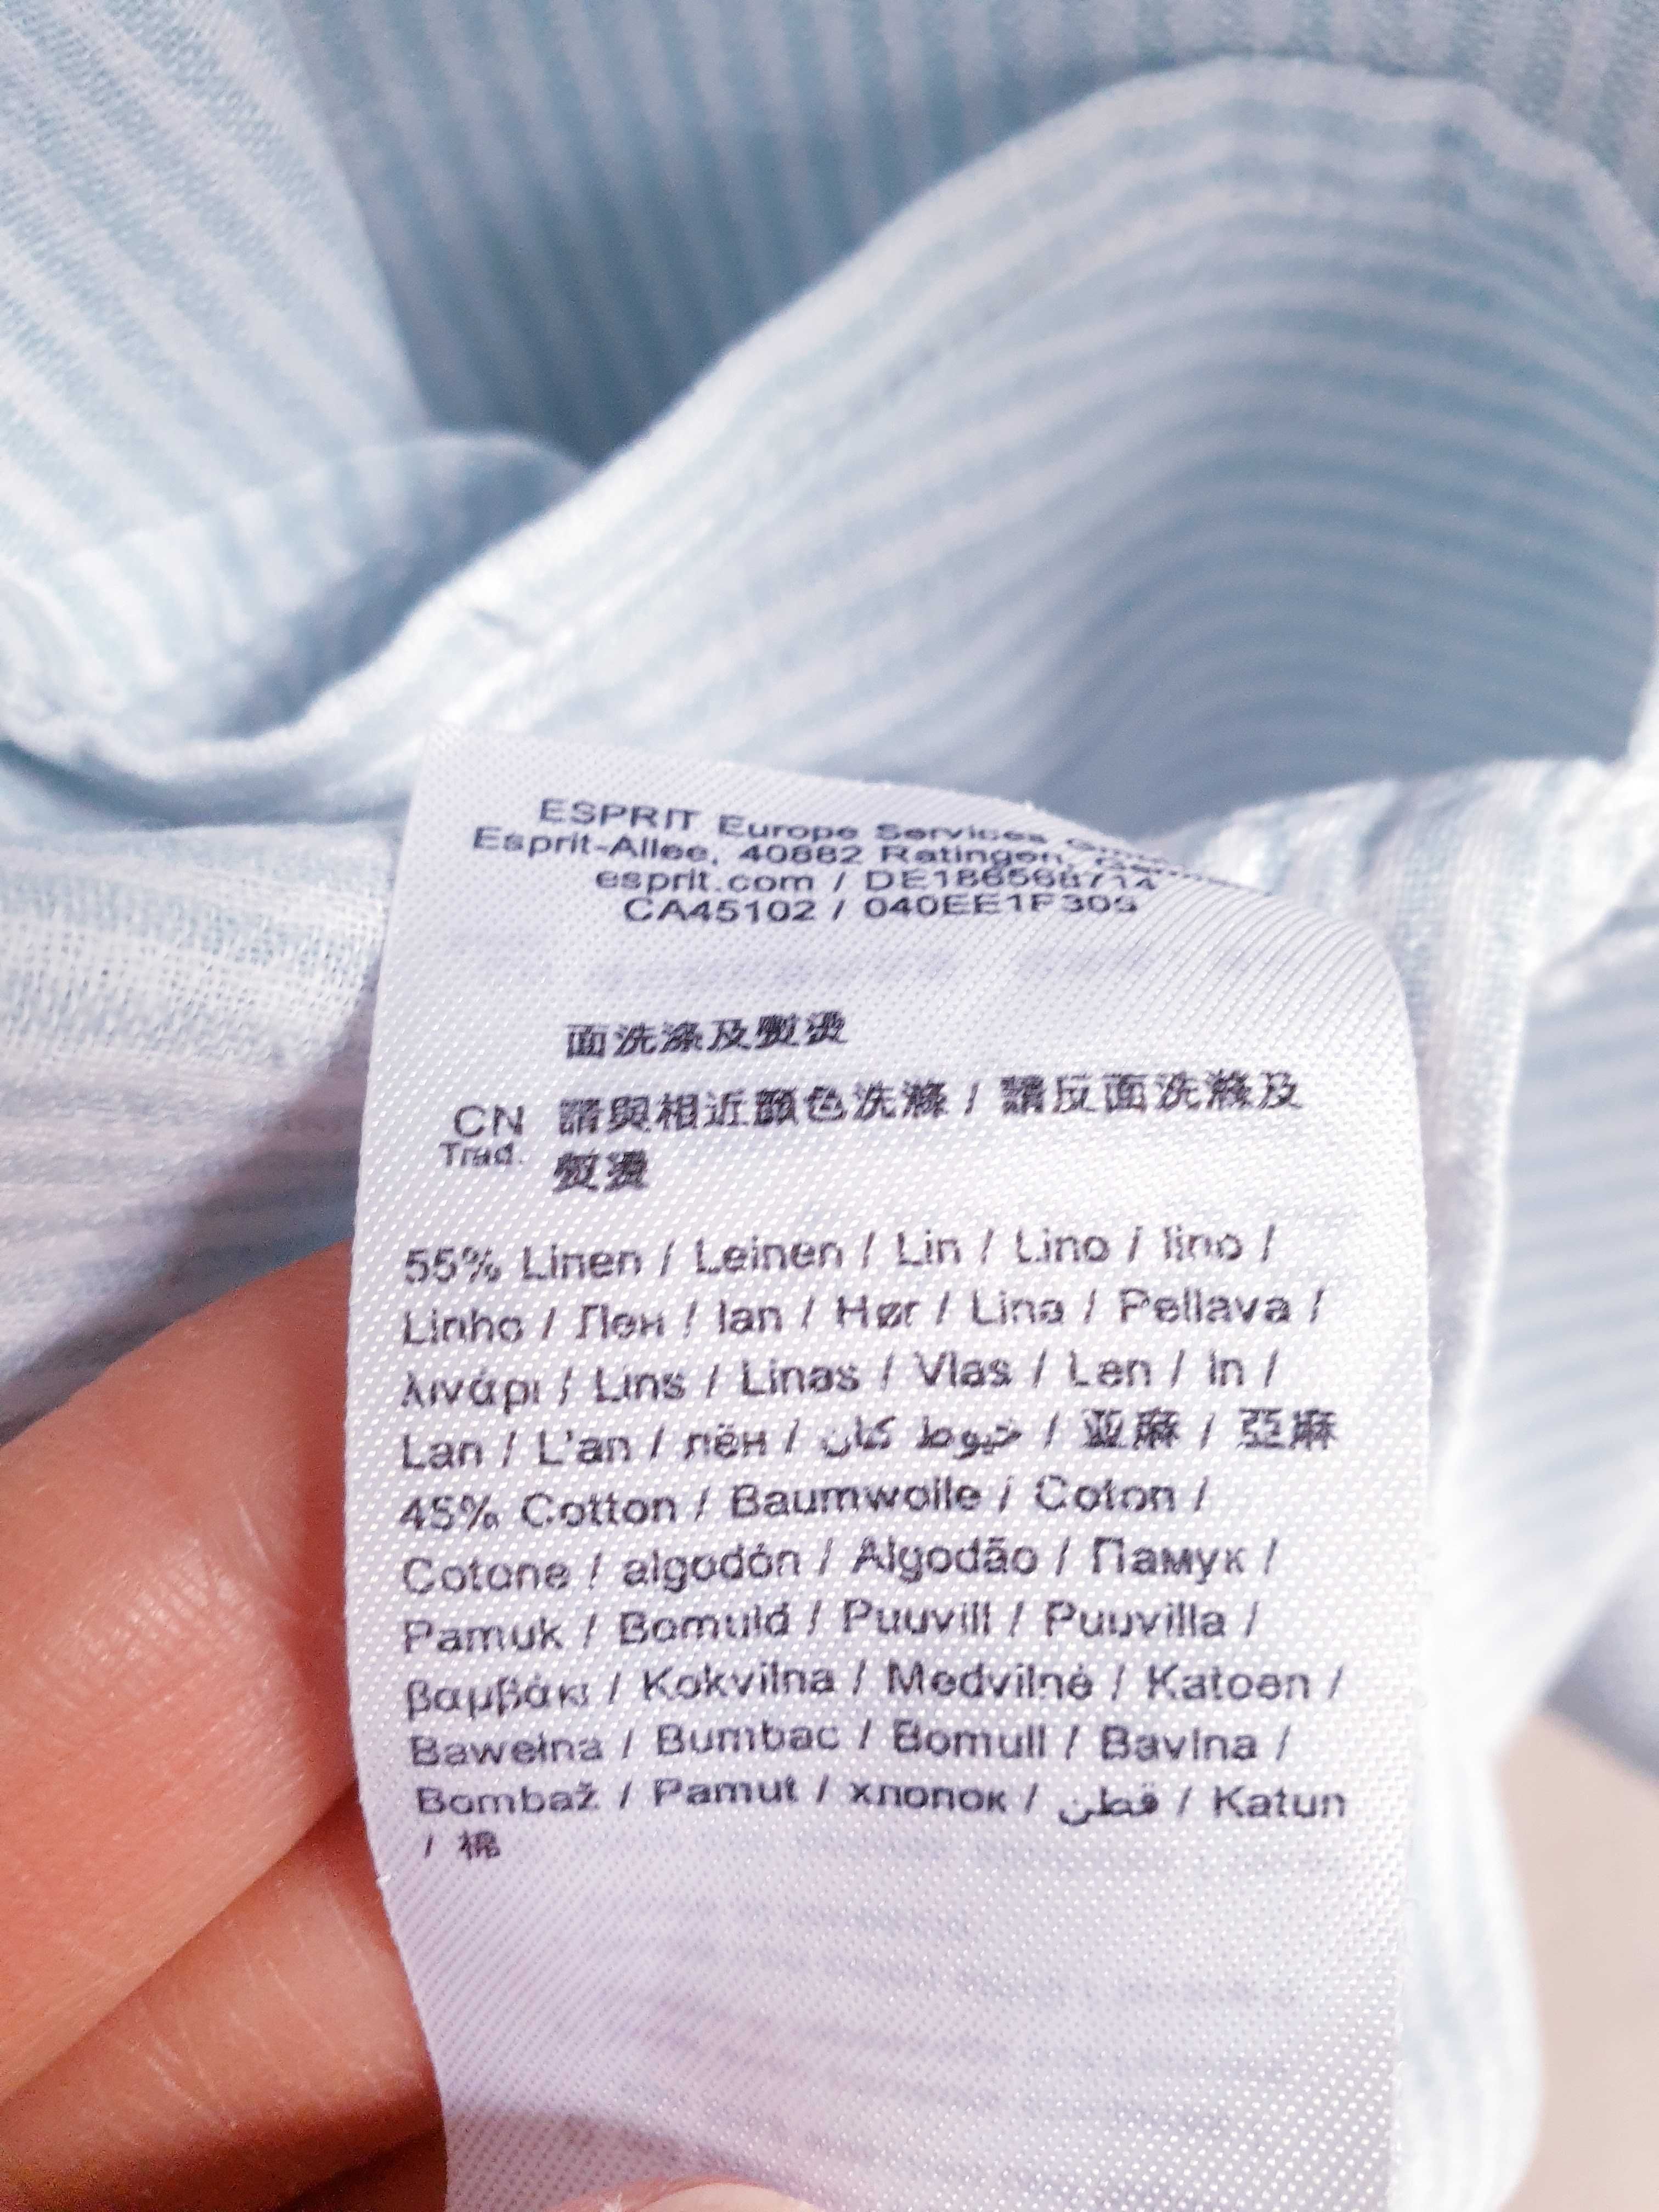 ESPRIT Europe Services
Esprit-Allee, 40882 Ratingen,
esprit.com / DE186568714
CA45102 / 040EE1F309
面洗涤及熨烫
CN 請與相近顏色洗滌 / 請反面洗滌及
Trad. 熨燙
55% Linen / Leinen / Lin / Lino / lino /
Linho / Лен / lan / Hør / Lina / Pellava /
λινάρι / Lins / Linas / Vlas / Len / in /
Lan / L'an / лён / خيوط كتان / 亚麻 / 亞麻
45% Cotton / Baumwolle / Coton /
Cotone / algodón / Algodão / Памук /
Pamuk / Bomuld / Puuvill / Puuvilla /
βαμβάκι / Kokvilna / Medvilnė / Katoen /
Bawełna / Bumbac / Bomull / Bavlna /
Bombaž / Pamut / хлопок / قطن / Katun
/ 棉